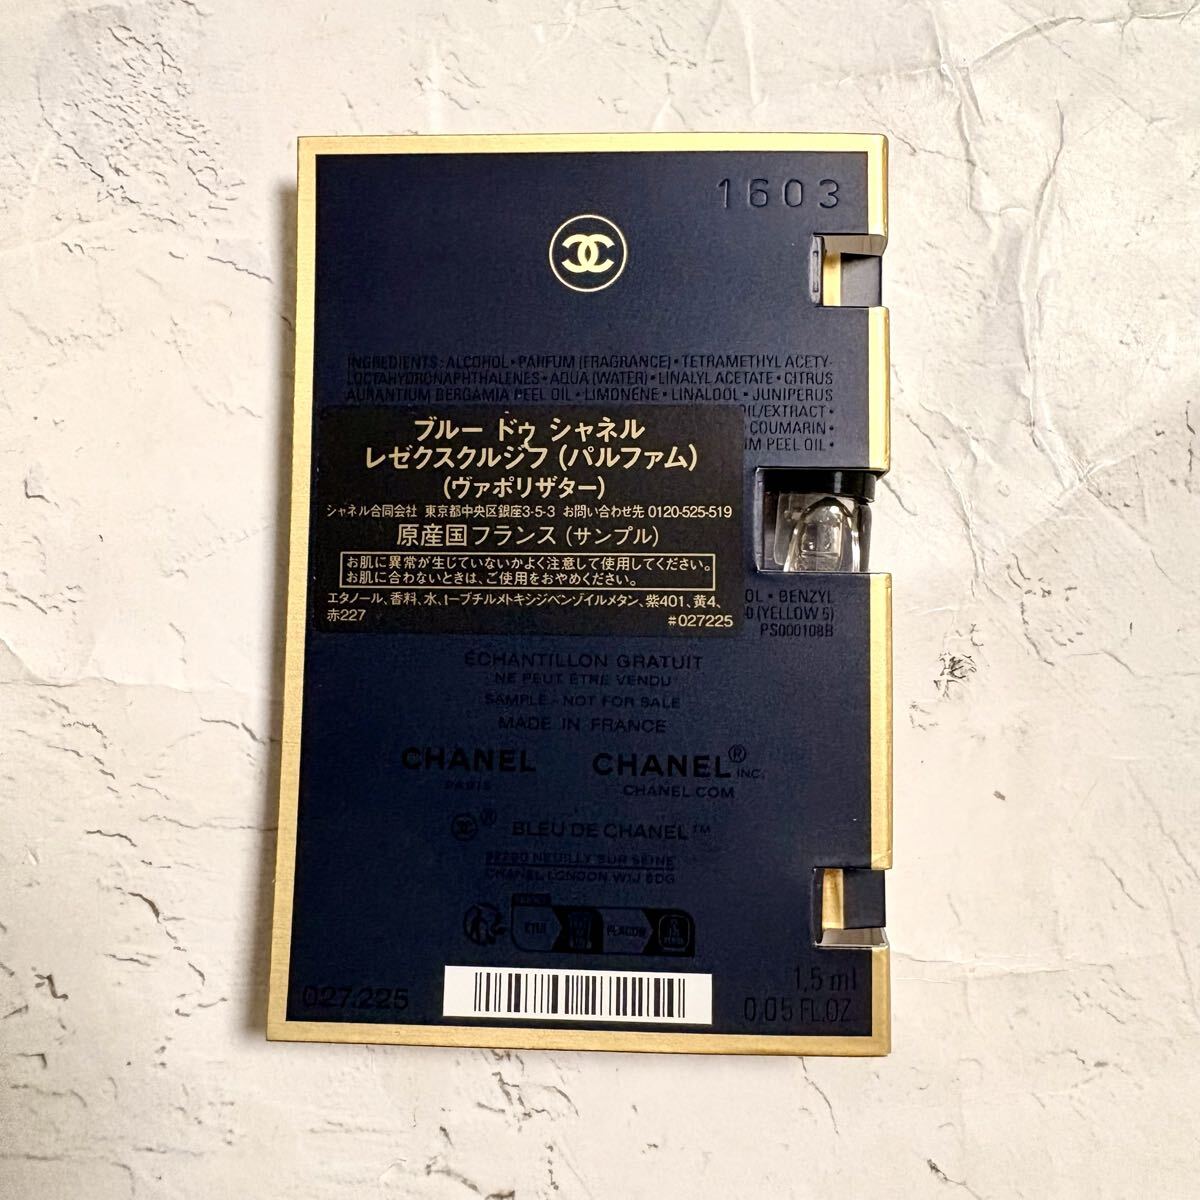 1603
INGREDIENTS: ALCOHOL • PARFUM (FRAGRANCE) • TETRAMETHYL ACETY-
LOCTAHYDRONAPHTHALENES • AQUA (WATER) • LINALYL ACETATE • CITRUS
AURANTIUM BERGAMIA PEEL OIL • LIMONENE • LINALOOL • JUNIPERUS
OIL/EXTRACT •
COUMARIN •
PEEL OIL •
ブルー ドゥ シャネル
レゼクスクルジフ (パルファム)
(ヴァポリザター)
シャネル合同会社 東京都中央区銀座3-5-3 お問い合わせ先 0120-525-519
原産国フランス (サンプル)
お肌に異常が生じていないかよく注意して使用してください。
お肌に合わないときは、ご使用をおやめください。
エタノール、香料、水、t-ブチルメトキシジベンゾイルメタン、紫401、黄4、
赤227 #027225
• BENZYL
(YELLOW 5)
PS000108B
ÉCHANTILLON GRATUIT
NE PEUT ÊTRE VENDU
SAMPLE - NOT FOR SALE
MADE IN FRANCE
CHANEL CHANEL® INC.
PARIS CHANEL.COM
® BLEU DE CHANEL™
92200 NEUILLY SUR SEINE
CHANEL LONDON W1J 6DG
ÉTUI FLACON
027.225
1,5 ml
0.05 FL.OZ